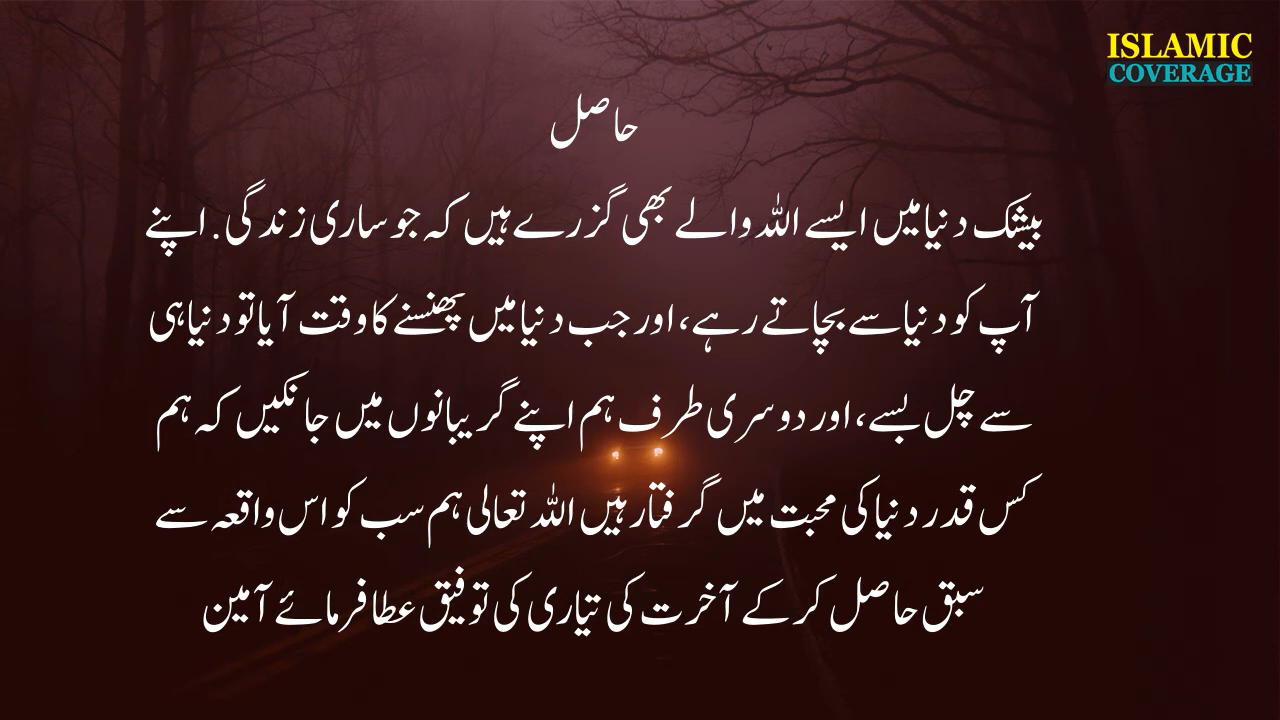 ISLAMIC
COVERAGE
حاصل
بیشک دنیا میں ایسے اللہ والے بھی گزرے ہیں کہ جو ساری زندگی. اپنے
آپ کو دنیا سے بچاتے رہے، اور جب دنیا میں پھنسنے کا وقت آیا تو دنیا ہی
سے چل بسے، اور دوسری طرف ہم اپنے گریبانوں میں جانکیں کہ ہم
کس قدر دنیا کی محبت میں گرفتار ہیں اللہ تعالی ہم سب کو اس واقعہ سے
سبق حاصل کر کے آخرت کی تیاری کی توفیق عطا فرمائے آمین